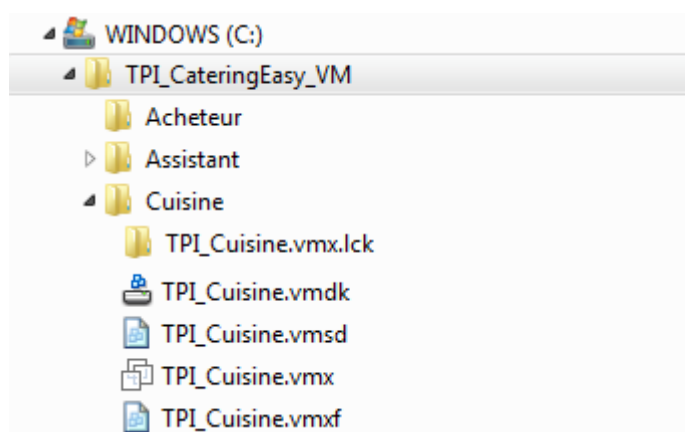 WINDOWS (C:)
TPI_CateringEasy_VM
Acheteur
Assistant
Cuisine
TPI_Cuisine.vmx.lck
TPI_Cuisine.vmdk
TPI_Cuisine.vmsd
TPI_Cuisine.vmx
TPI_Cuisine.vmxf